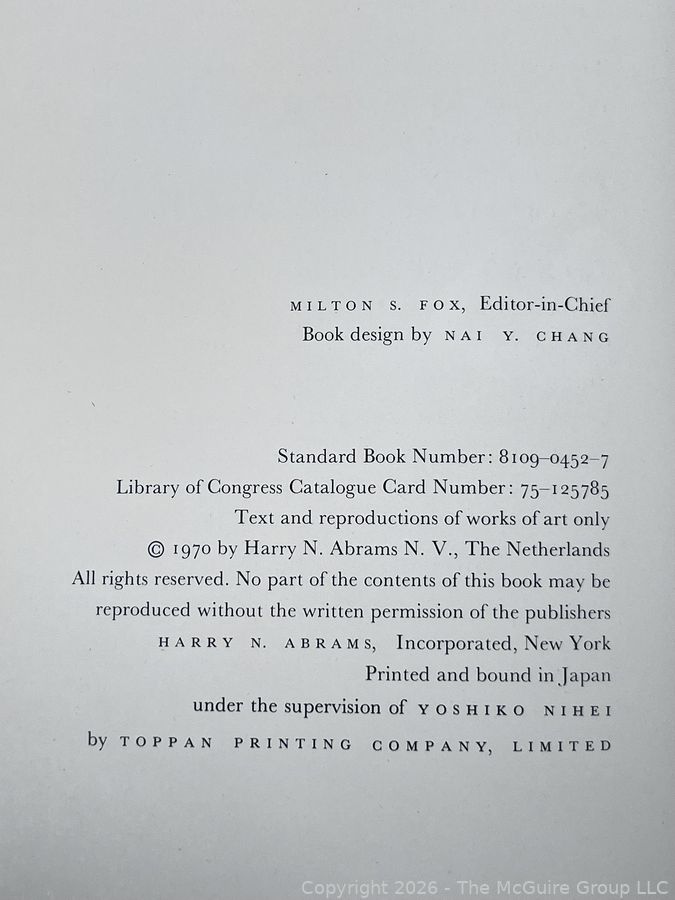 MILTON S. FOX, Editor-in-Chief
Book design by NAI Y. CHANG
Standard Book Number: 8109–0452–7
Library of Congress Catalogue Card Number: 75–125785
Text and reproductions of works of art only
© 1970 by Harry N. Abrams N. V., The Netherlands
All rights reserved. No part of the contents of this book may be
reproduced without the written permission of the publishers
HARRY N. ABRAMS, Incorporated, New York
Printed and bound in Japan
under the supervision of YOSHIKO NIHEI
by TOPPAN PRINTING COMPANY, LIMITED
Copyright 2026 - The McGuire Group LLC